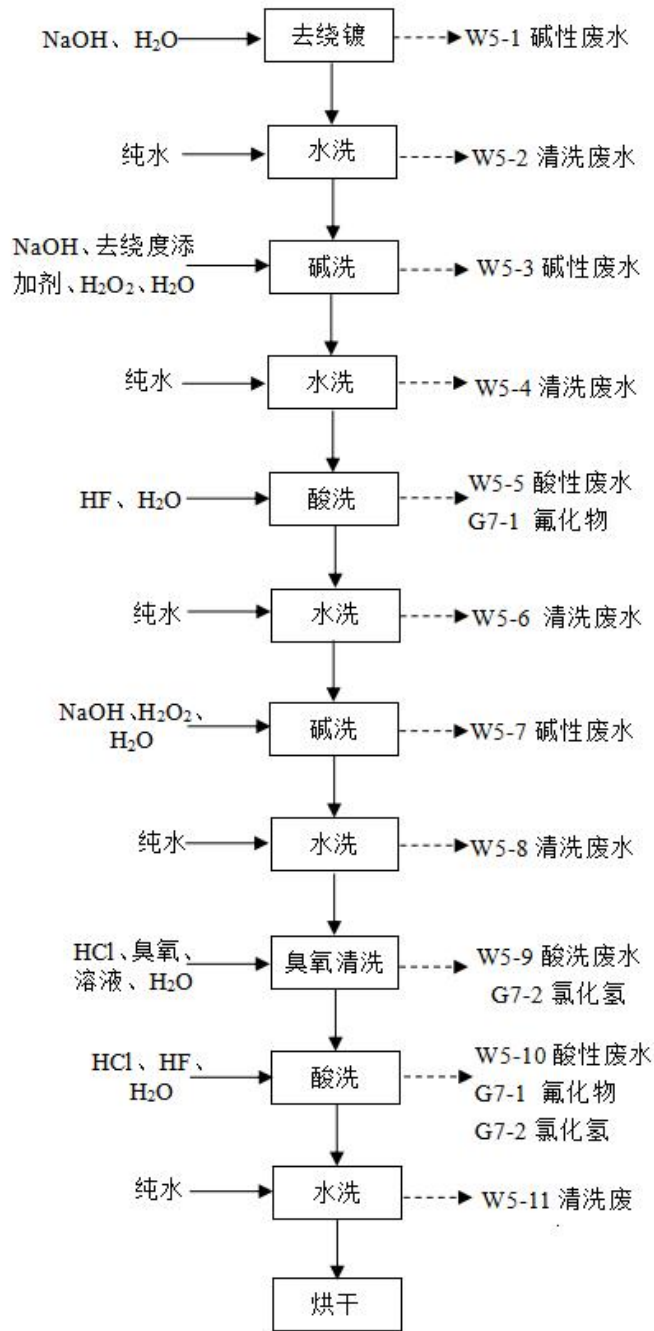 NaOH、H₂O
去绕镀
W5-1 碱性废水
纯水
水洗
W5-2 清洗废水
NaOH、去绕度添
加剂、H₂O₂、H₂O
碱洗
W5-3 碱性废水
纯水
水洗
W5-4 清洗废水
HF、H₂O
酸洗
W5-5 酸性废水
G7-1 氟化物
纯水
水洗
W5-6 清洗废水
NaOH、H₂O₂、
H₂O
碱洗
W5-7 碱性废水
纯水
水洗
W5-8 清洗废水
HCl、臭氧、
溶液、H₂O
臭氧清洗
W5-9 酸洗废水
G7-2 氯化氢
HCl、HF、
H₂O
酸洗
W5-10 酸性废水
G7-1 氟化物
G7-2 氯化氢
纯水
水洗
W5-11 清洗废
烘干